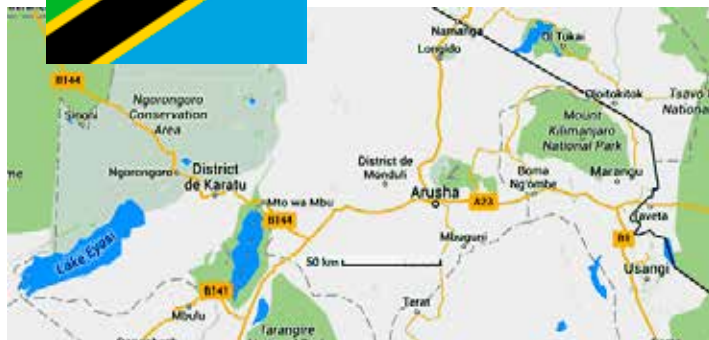 Namanga
Ol Tukai
Longido
B144
Oloitokitok
Tsavo
National
Ngorongoro
Conservation
Area
Mount
Kilimanjaro
National Park
Ngorongoro
District
de Karatu
District de
Monduli
Boma
Ng'ombe
Marangu
Mto wa Mbu
Arusha
A23
Taveta
B144
Mbuguni
Lake Eyasi
50 km
Usangi
B141
Mbulu
Terat
Tarangire